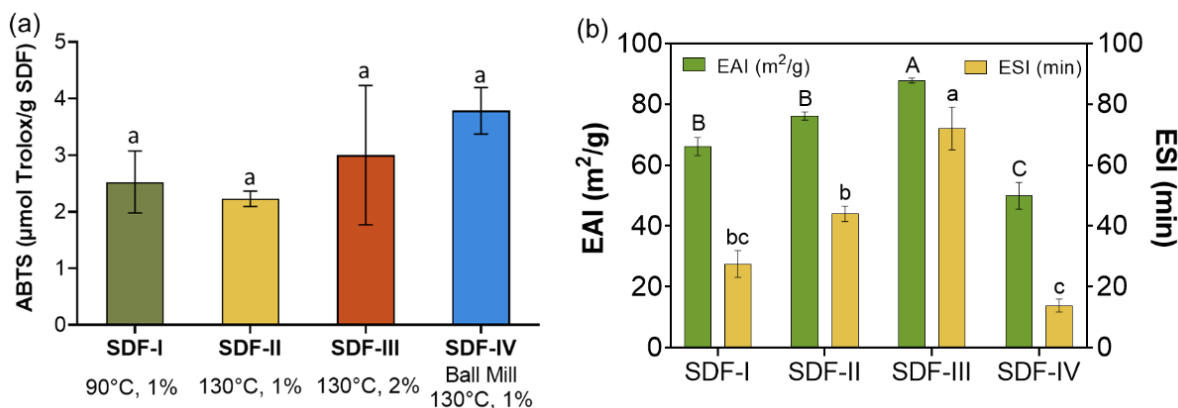 (a)
ABTS (µmol Trolox/g SDF)
5
4
3
2
1
0
a
a
a
a
SDF-I
SDF-II
SDF-III
SDF-IV
90°C, 1%
130°C, 1%
130°C, 2%
Ball Mill
130°C, 1%
(b)
EAI (m²/g)
100
80
60
40
20
0
EAI (m²/g)
ESI (min)
B
bc
B
b
A
a
C
c
SDF-I
SDF-II
SDF-III
SDF-IV
100
80
60
40
20
0
ESI (min)